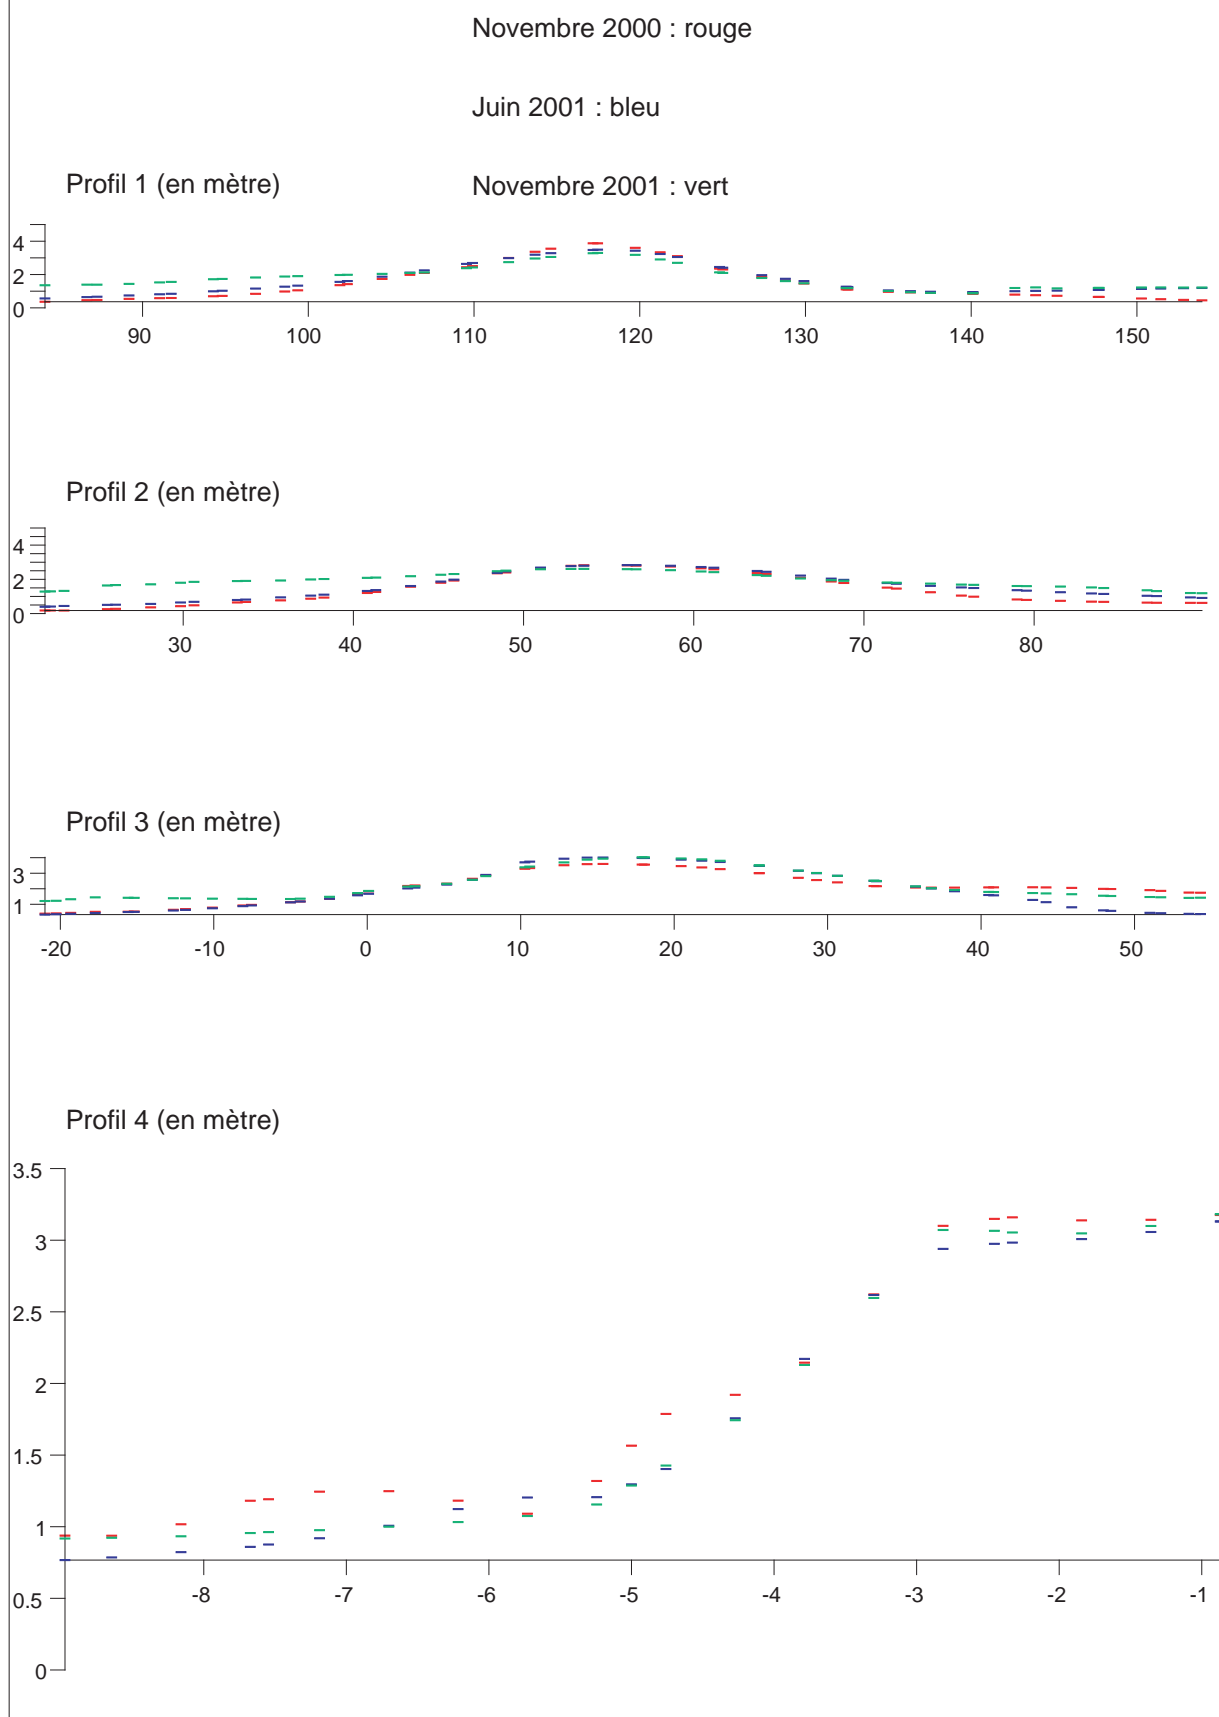 Novembre 2000 : rouge
Juin 2001 : bleu
Profil 1 (en mètre)
Novembre 2001 : vert
4
2
0
90 100 110 120 130 140 150
Profil 2 (en mètre)
4
2
0
30 40 50 60 70 80
Profil 3 (en mètre)
3
1
-20 -10 0 10 20 30 40 50
Profil 4 (en mètre)
3.5
3
2.5
2
1.5
1
0.5
-8 -7 -6 -5 -4 -3 -2 -1
0